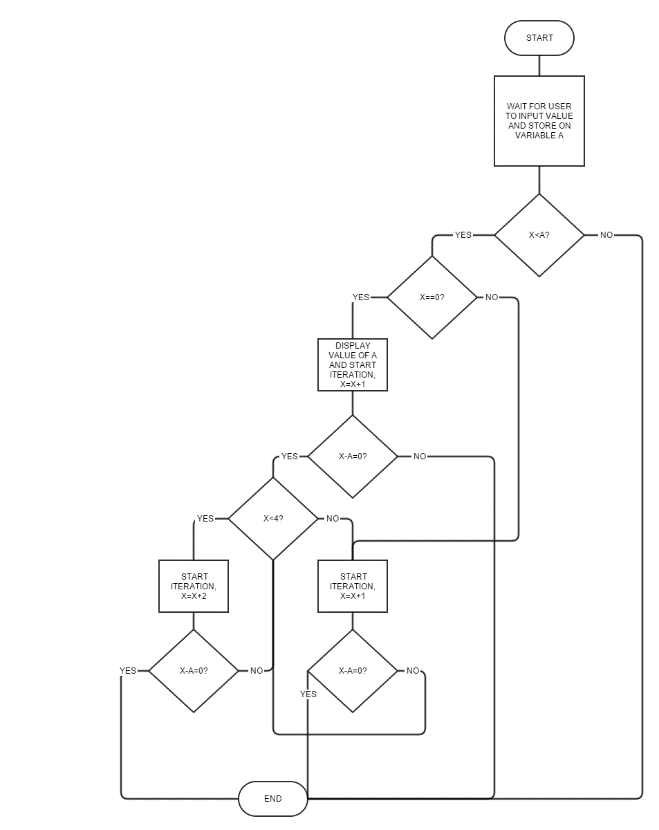 START
WAIT FOR USER
TO INPUT VALUE
AND STORE ON
VARIABLE A
X<A?
YES
NO
X==0?
YES
NO
DISPLAY
VALUE OF A
AND START
ITERATION,
X=X+1
X-A=0?
YES
NO
X<4?
YES
NO
START
ITERATION,
X=X+2
START
ITERATION,
X=X+1
X-A=0?
YES
NO
X-A=0?
YES
NO
END